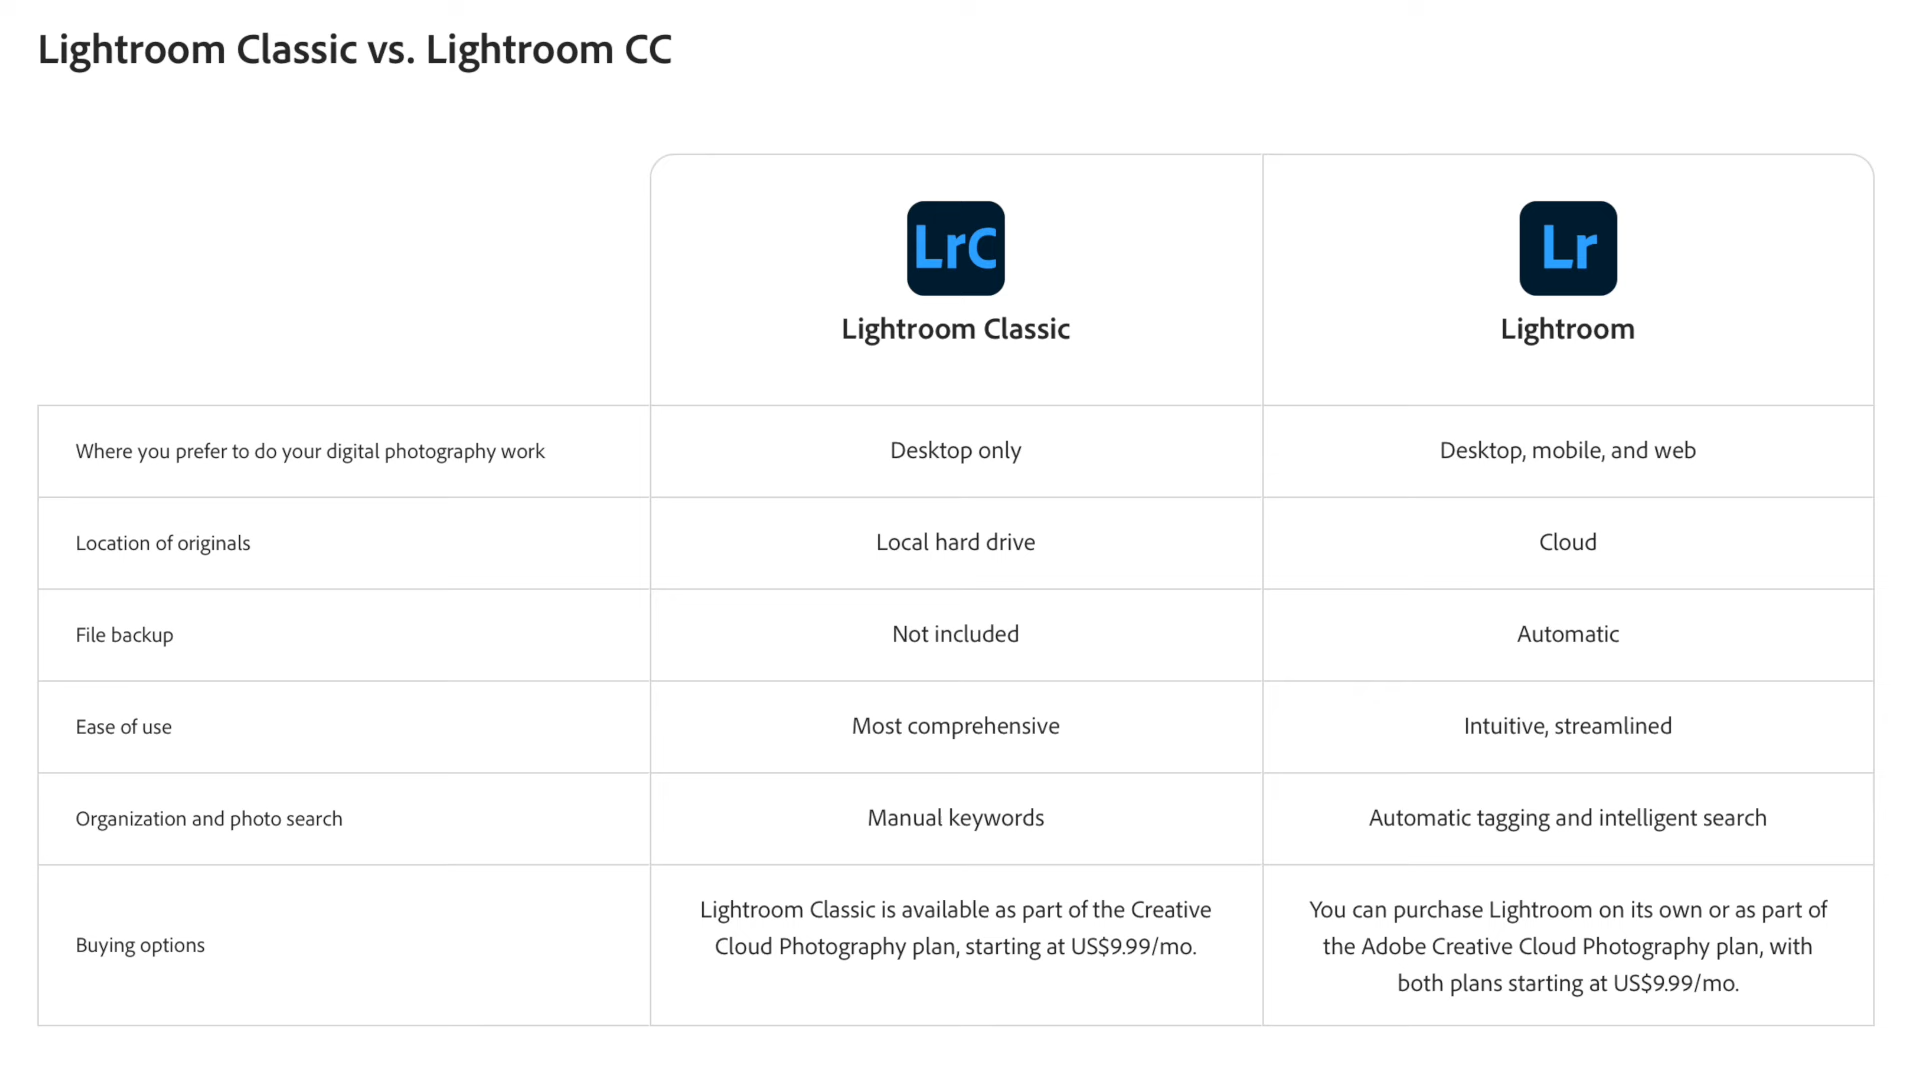 Lightroom Classic vs. Lightroom CC
LrC
Lr
Lightroom Classic
Lightroom
Where you prefer to do your digital photography work
Desktop only
Desktop, mobile, and web
Location of originals
Local hard drive
Cloud
File backup
Not included
Automatic
Ease of use
Most comprehensive
Intuitive, streamlined
Organization and photo search
Manual keywords
Automatic tagging and intelligent search
Buying options
Lightroom Classic is available as part of the Creative
Cloud Photography plan, starting at US$9.99/mo.
You can purchase Lightroom on its own or as part of
the Adobe Creative Cloud Photography plan, with
both plans starting at US$9.99/mo.